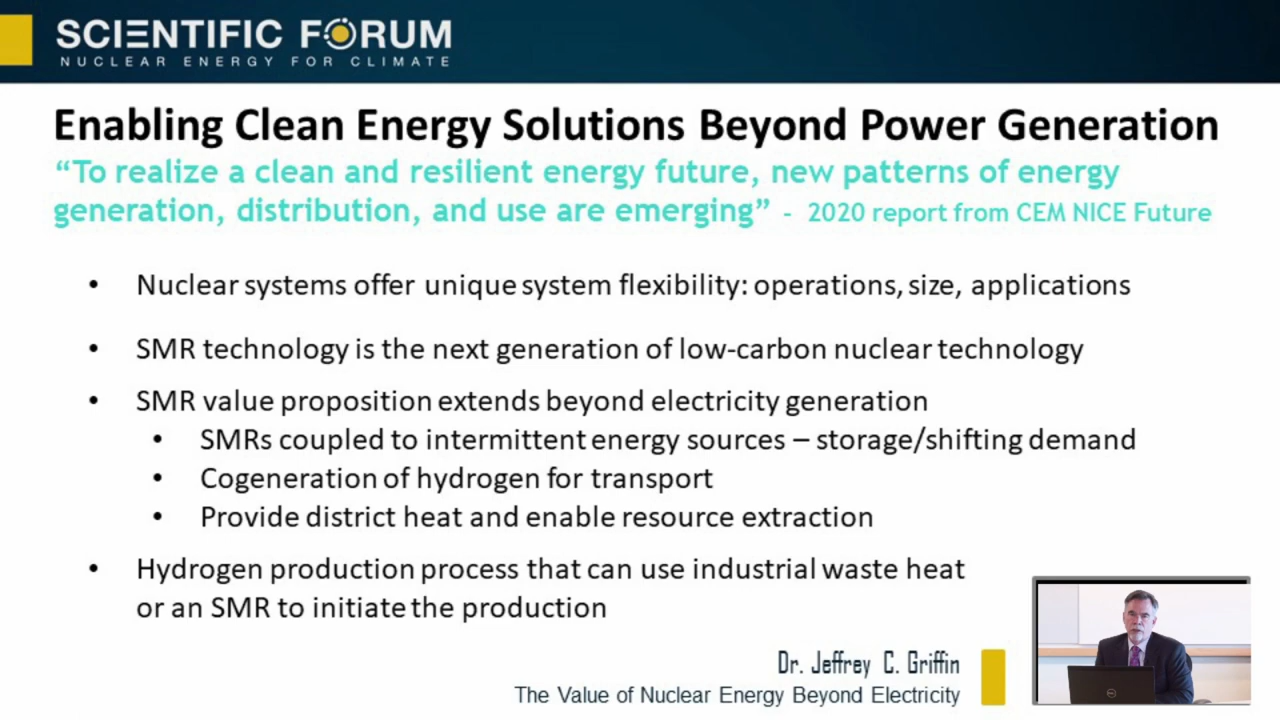 SCIENTIFIC FORUM
NUCLEAR ENERGY FOR CLIMATE
Enabling Clean Energy Solutions Beyond Power Generation
“To realize a clean and resilient energy future, new patterns of energy
generation, distribution, and use are emerging” - 2020 report from CEM NICE Future
• Nuclear systems offer unique system flexibility: operations, size, applications
• SMR technology is the next generation of low-carbon nuclear technology
• SMR value proposition extends beyond electricity generation
• SMRs coupled to intermittent energy sources – storage/shifting demand
• Cogeneration of hydrogen for transport
• Provide district heat and enable resource extraction
• Hydrogen production process that can use industrial waste heat
or an SMR to initiate the production
Dr. Jeffrey C. Griffin
The Value of Nuclear Energy Beyond Electricity